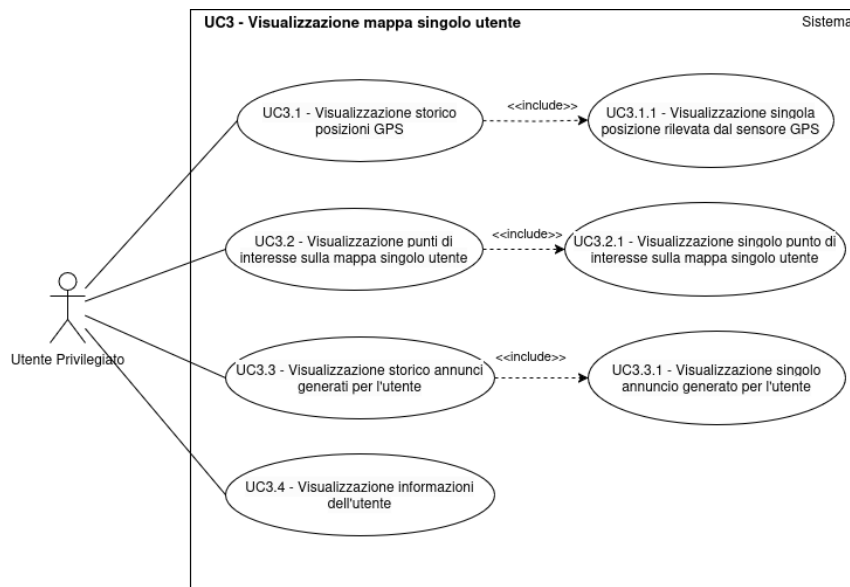 UC3 - Visualizzazione mappa singolo utente
Sistema
UC3.1 - Visualizzazione storico
posizioni GPS
<<include>>
UC3.1.1 - Visualizzazione singola
posizione rilevata dal sensore GPS
UC3.2 - Visualizzazione punti di
interesse sulla mappa singolo utente
<<include>>
UC3.2.1 - Visualizzazione singolo punto di
interesse sulla mappa singolo utente
Utente Privilegiato
UC3.3 - Visualizzazione storico annunci
generati per l'utente
<<include>>
UC3.3.1 - Visualizzazione singolo
annuncio generato per l'utente
UC3.4 - Visualizzazione informazioni
dell'utente